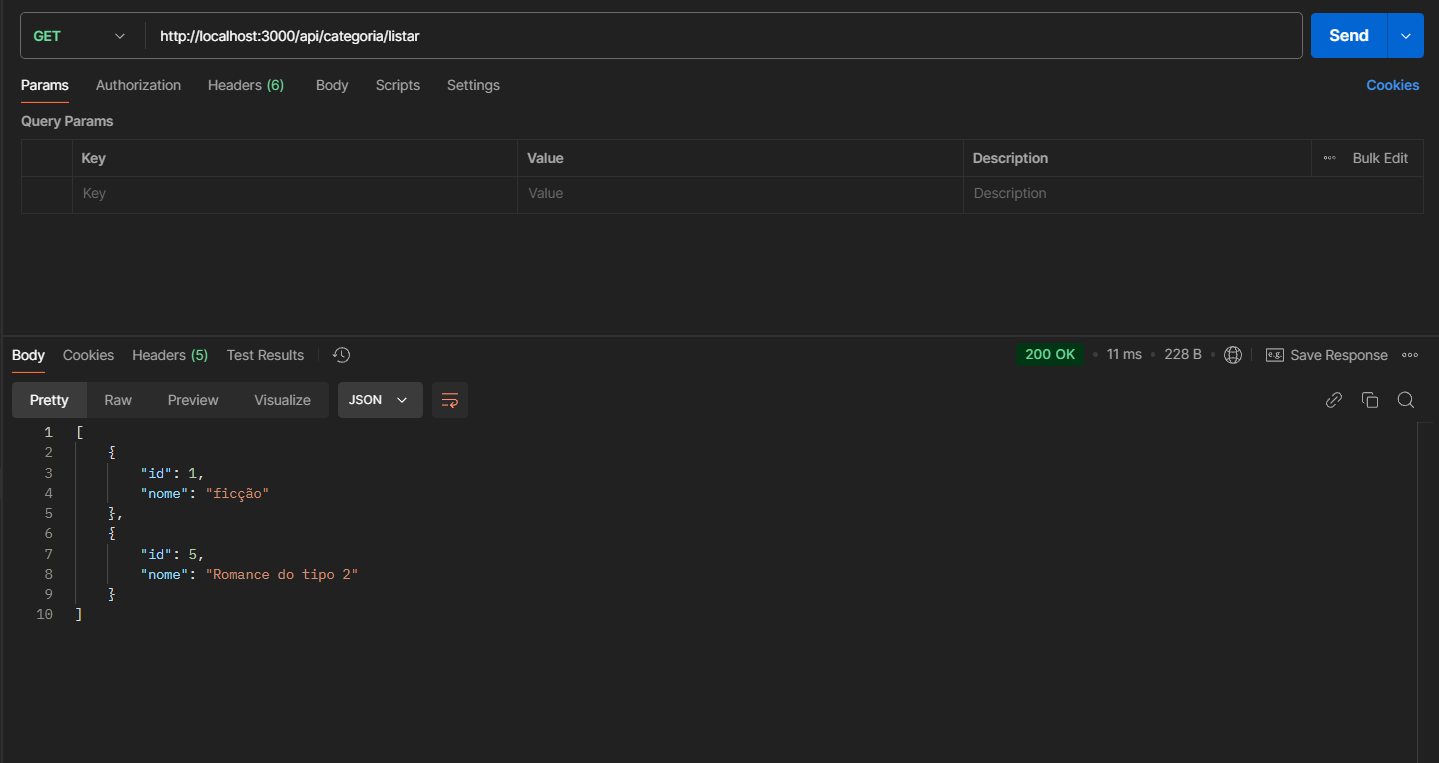 GET http://localhost:3000/api/categoria/listar Send
Params Authorization Headers (6) Body Scripts Settings Cookies
Query Params
Key Value Description Bulk Edit
Key Value Description
Body Cookies Headers (5) Test Results 200 OK 11 ms 228 B e.g. Save Response
Pretty Raw Preview Visualize JSON
1 [
2 {
3 "id": 1,
4 "nome": "ficção"
5 },
6 {
7 "id": 5,
8 "nome": "Romance do tipo 2"
9 }
10 ]